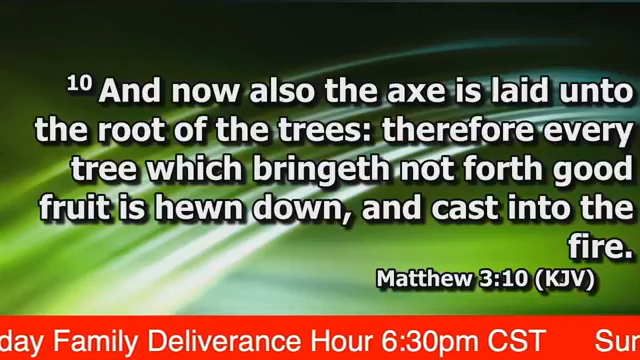 10 And now also the axe is laid unto
the root of the trees: therefore every
tree which bringeth not forth good
fruit is hewn down, and cast into the
fire.
Matthew 3:10 (KJV)
day Family Deliverance Hour 6:30pm CST Sun